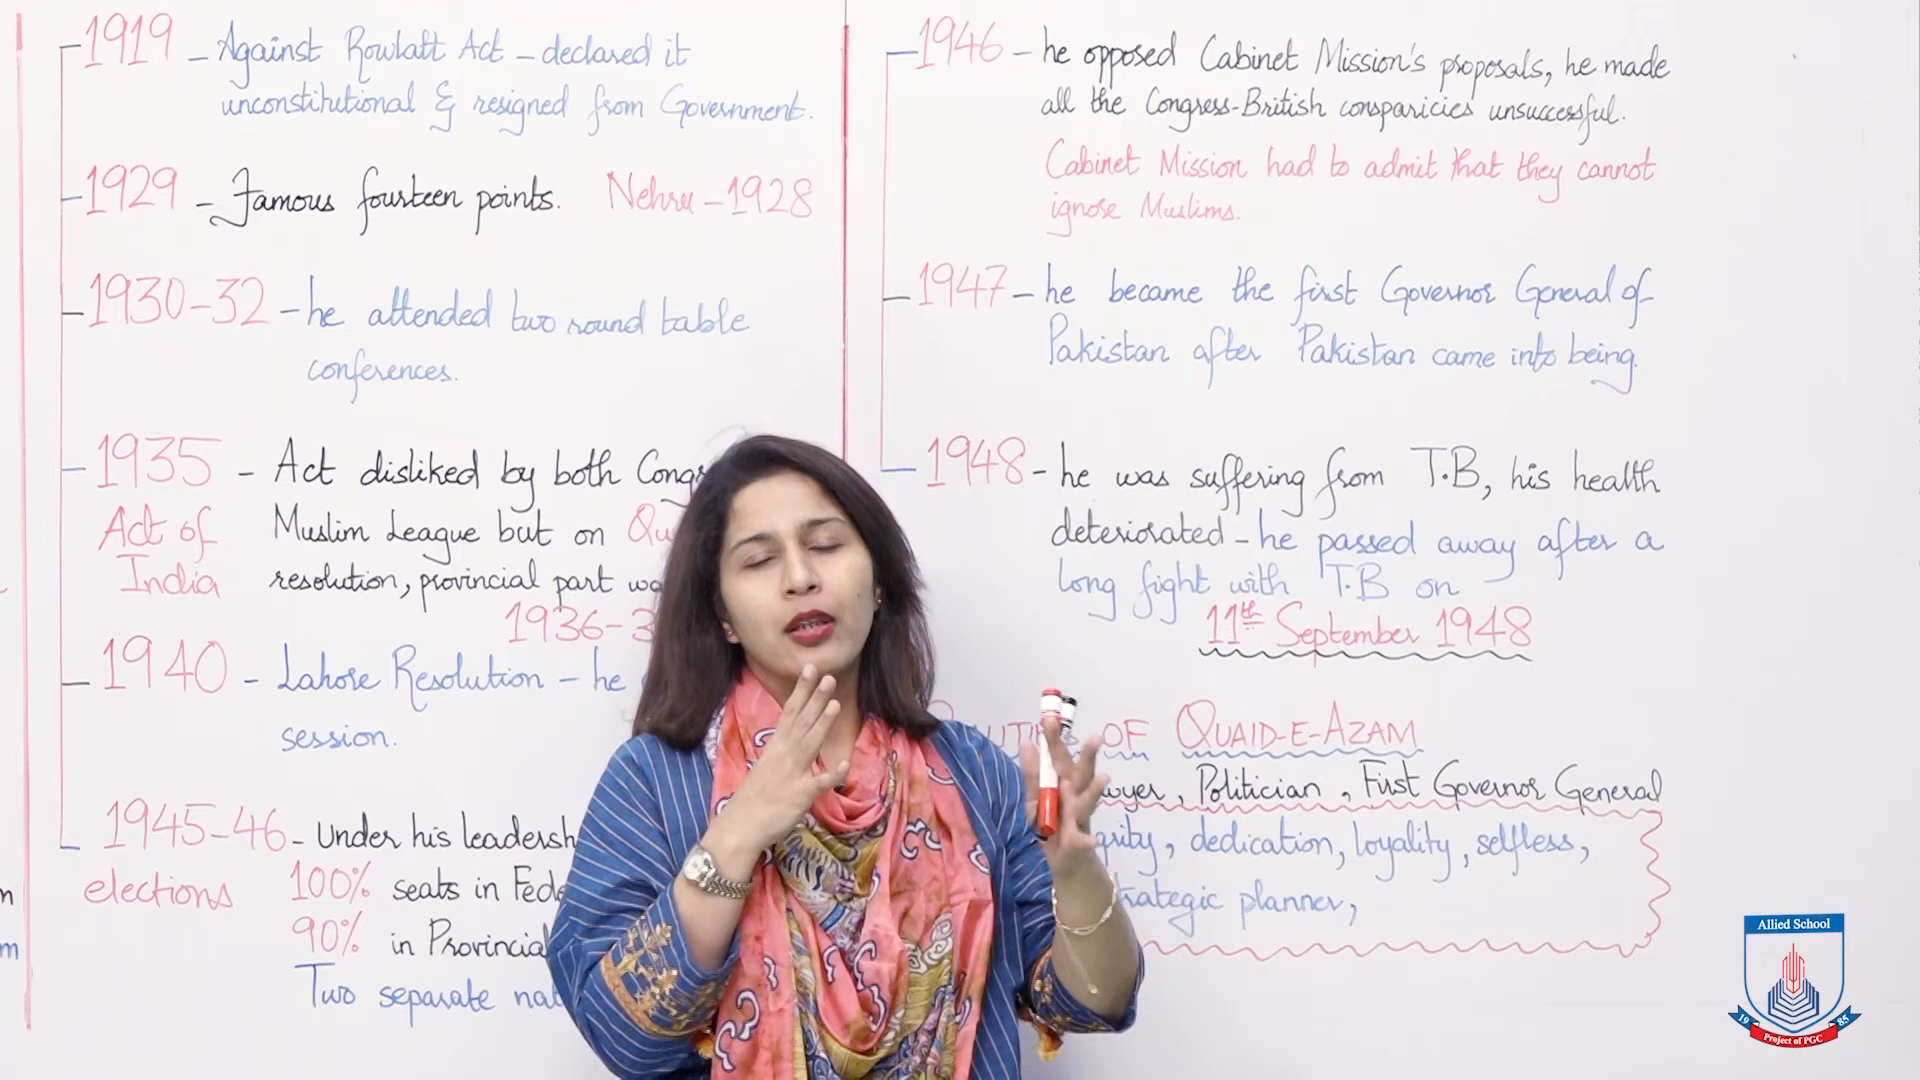 1919 – Against Rowlatt Act – declared it
unconstitutional & resigned from Government.
1929 – Famous fourteen points. Nehru – 1928
1930-32 – he attended two round table
conferences.
1935 – Act disliked by both
Act of India
Muslim League but on
resolution, provincial part
1936-3
1940 – Lahore Resolution – he
session.
1945-46 – Under his
elections
100% seats in
90% in Provincial
Two separate
1946 – he opposed Cabinet Mission's proposals, he made
all the Congress-British consparicies unsuccessful.
Cabinet Mission had to admit that they cannot
ignore Muslims.
1947 – he became the first Governor General of
Pakistan after Pakistan came into being.
1948 – he was suffering from T.B, his health
deteriorated – he passed away after a
long fight with T.B on
11th September 1948
OF QUAID-E-AZAM
, Politician, First Governor General
, dedication, loyality, selfless,
planner,
Allied School
1985
Project of PGC